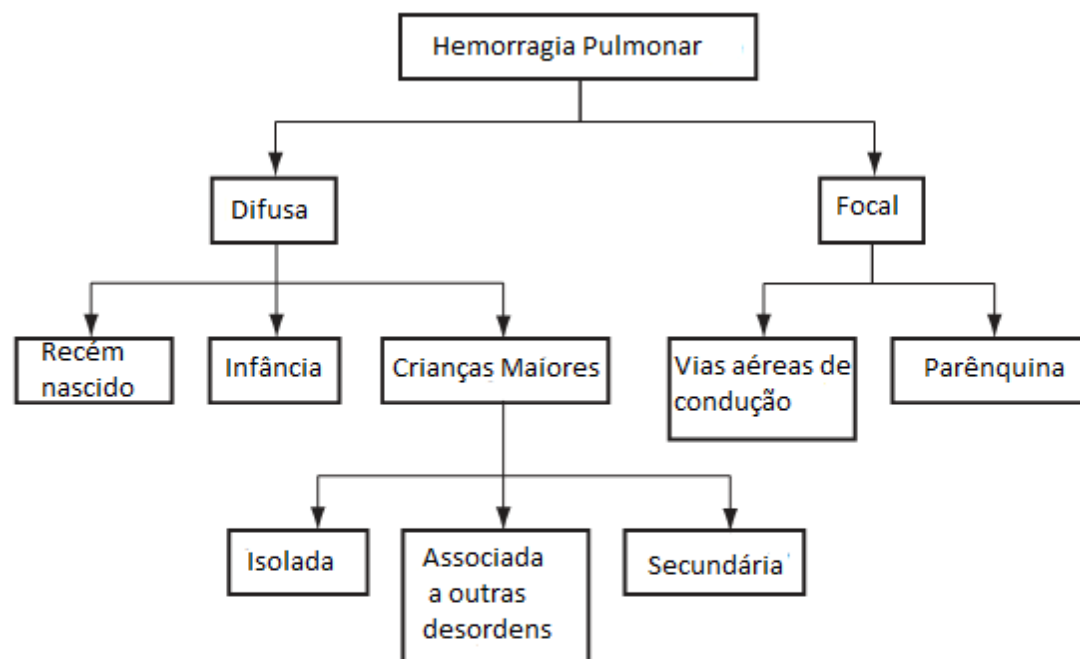 Hemorragia Pulmonar
Difusa
Focal
Recém
nascido
Infância
Crianças Maiores
Vias aéreas de
condução
Parênquina
Isolada
Associada
a outras
desordens
Secundária